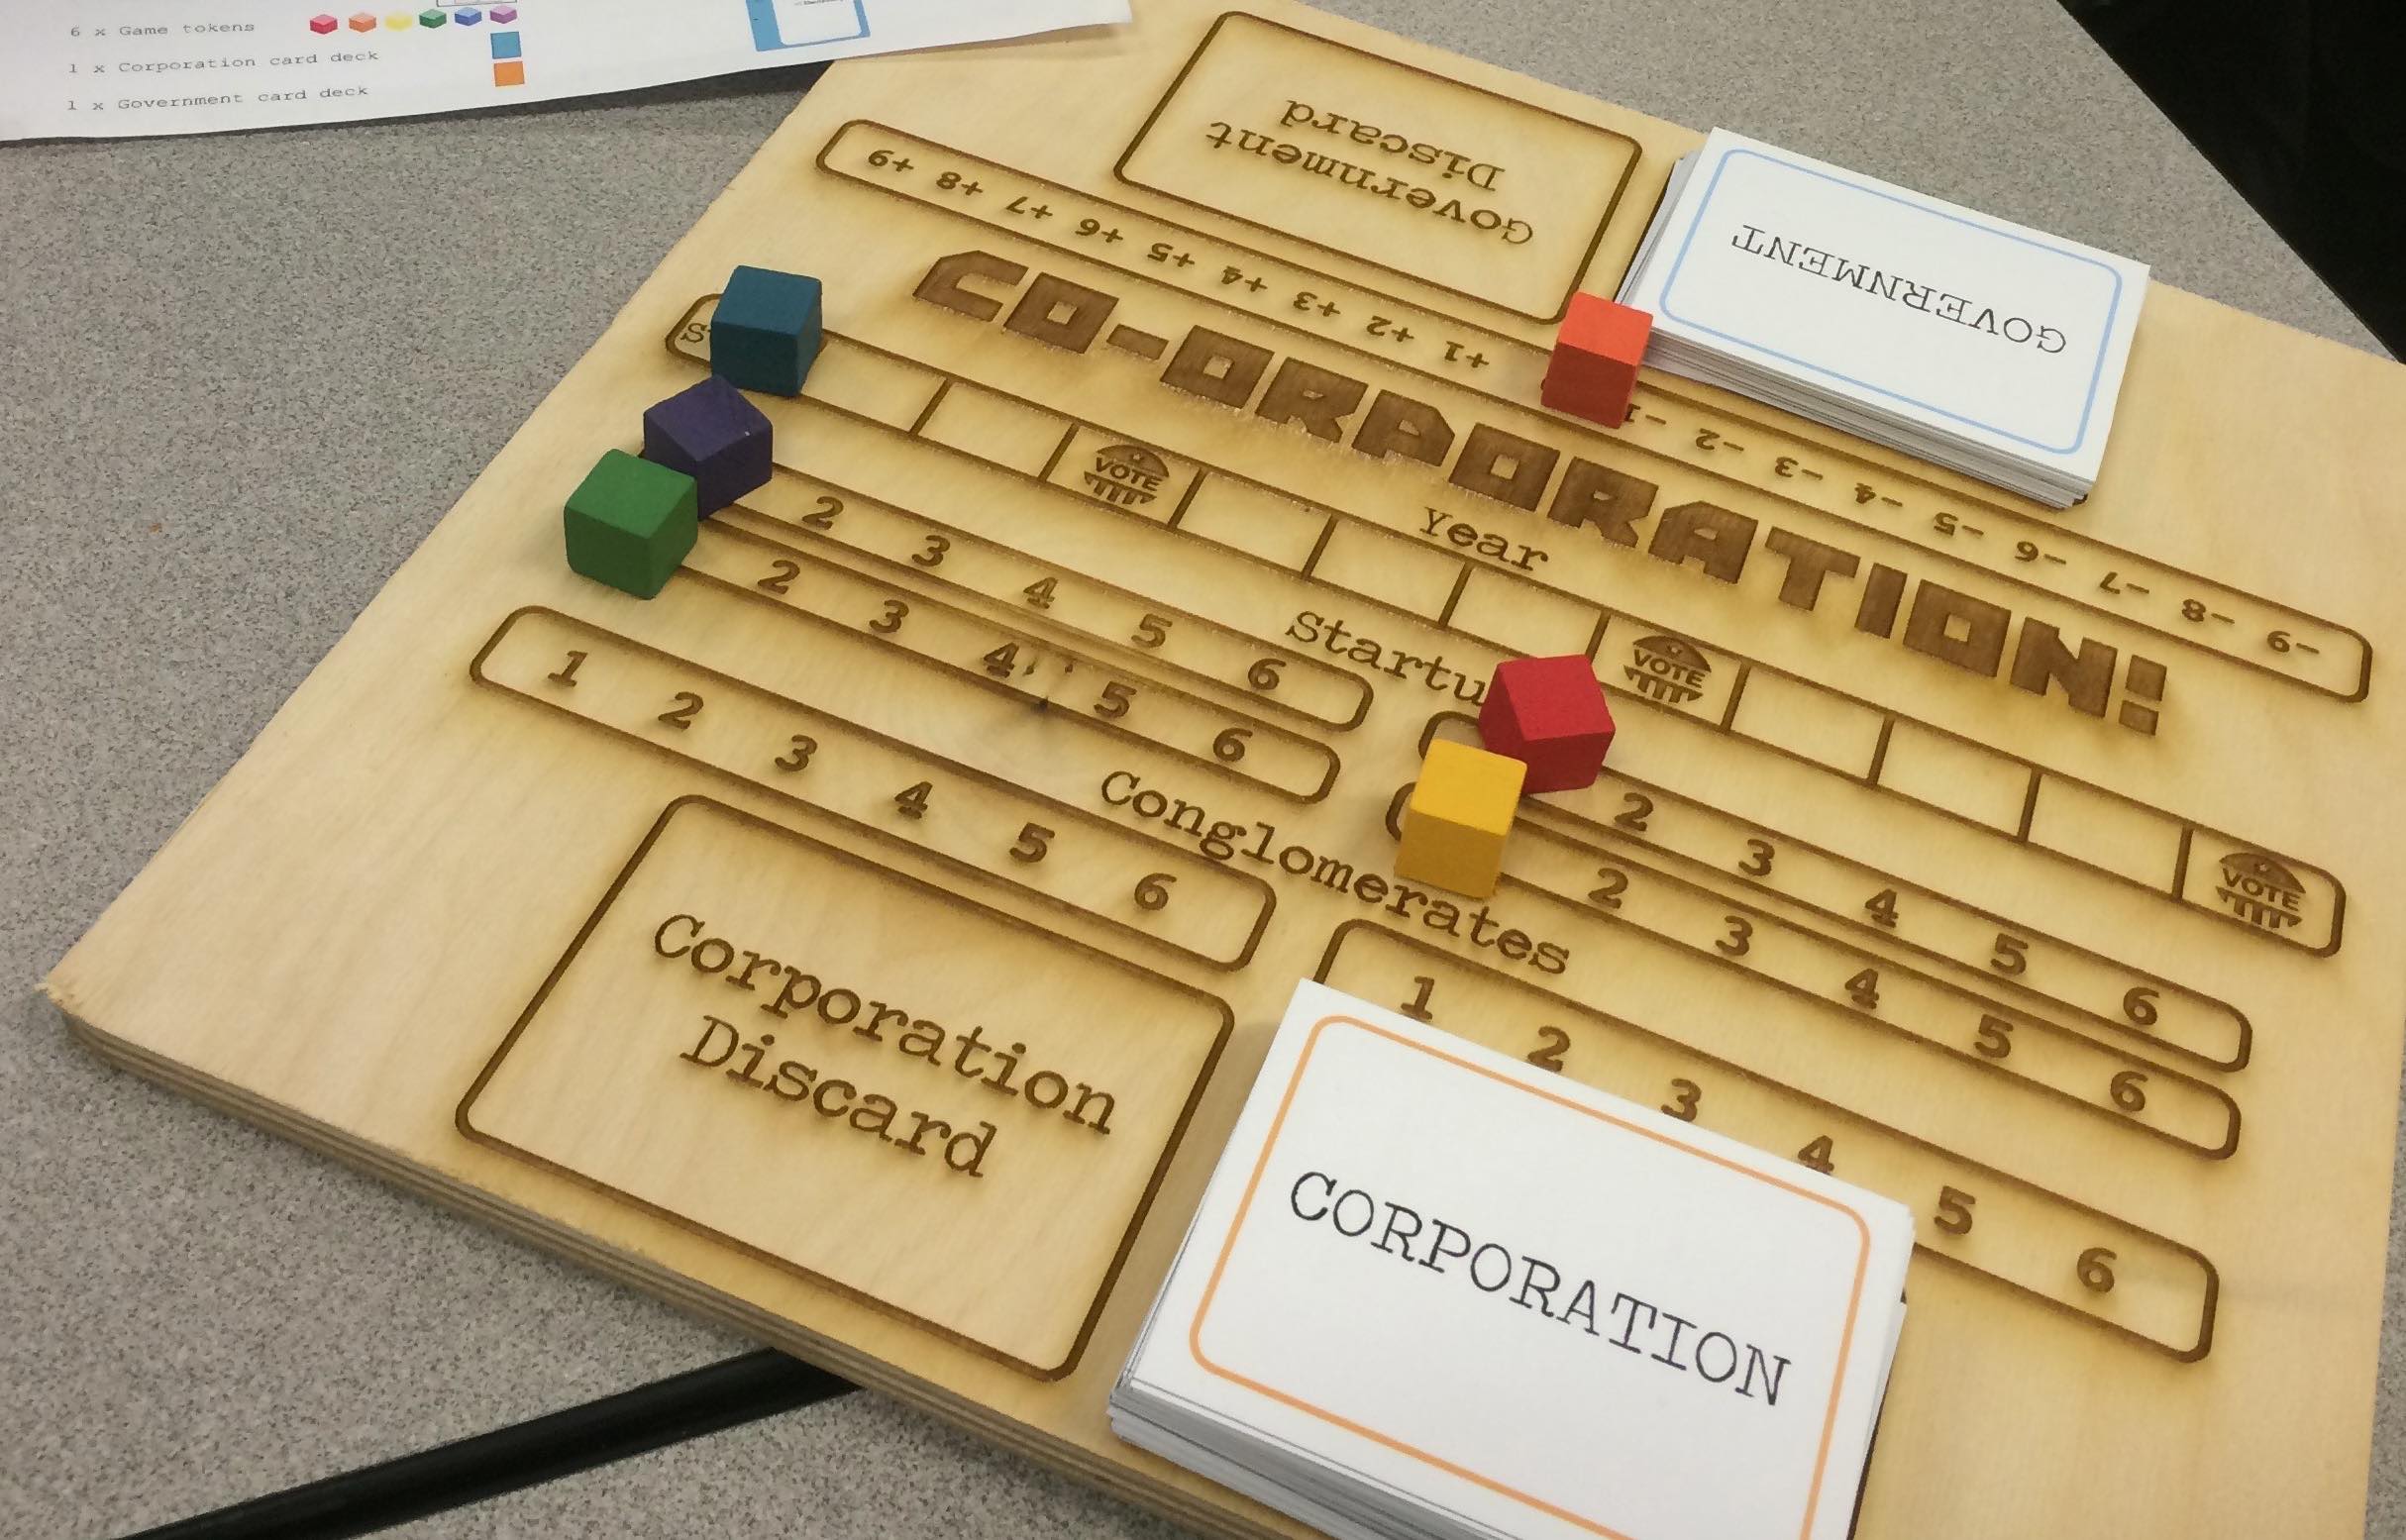 6 x Game tokens
1 x Corporation card deck
1 x Government card deck
Government
Discard
GOVERNMENT
+9 +8 +7 +6 +5 +4 +3 +2 +1 -1 -2 -3 -4 -5 -6 -7 -8 -9
CO-ORPORATION!
Year
VOTE
VOTE
VOTE
Startu
2 3 4 5 6
2 3 4 5 6
2 3 4 5 6
2 3 4 5 6
Conglomerates
1 2 3 4 5 6
1 2 3 4 5 6
Corporation
Discard
CORPORATION